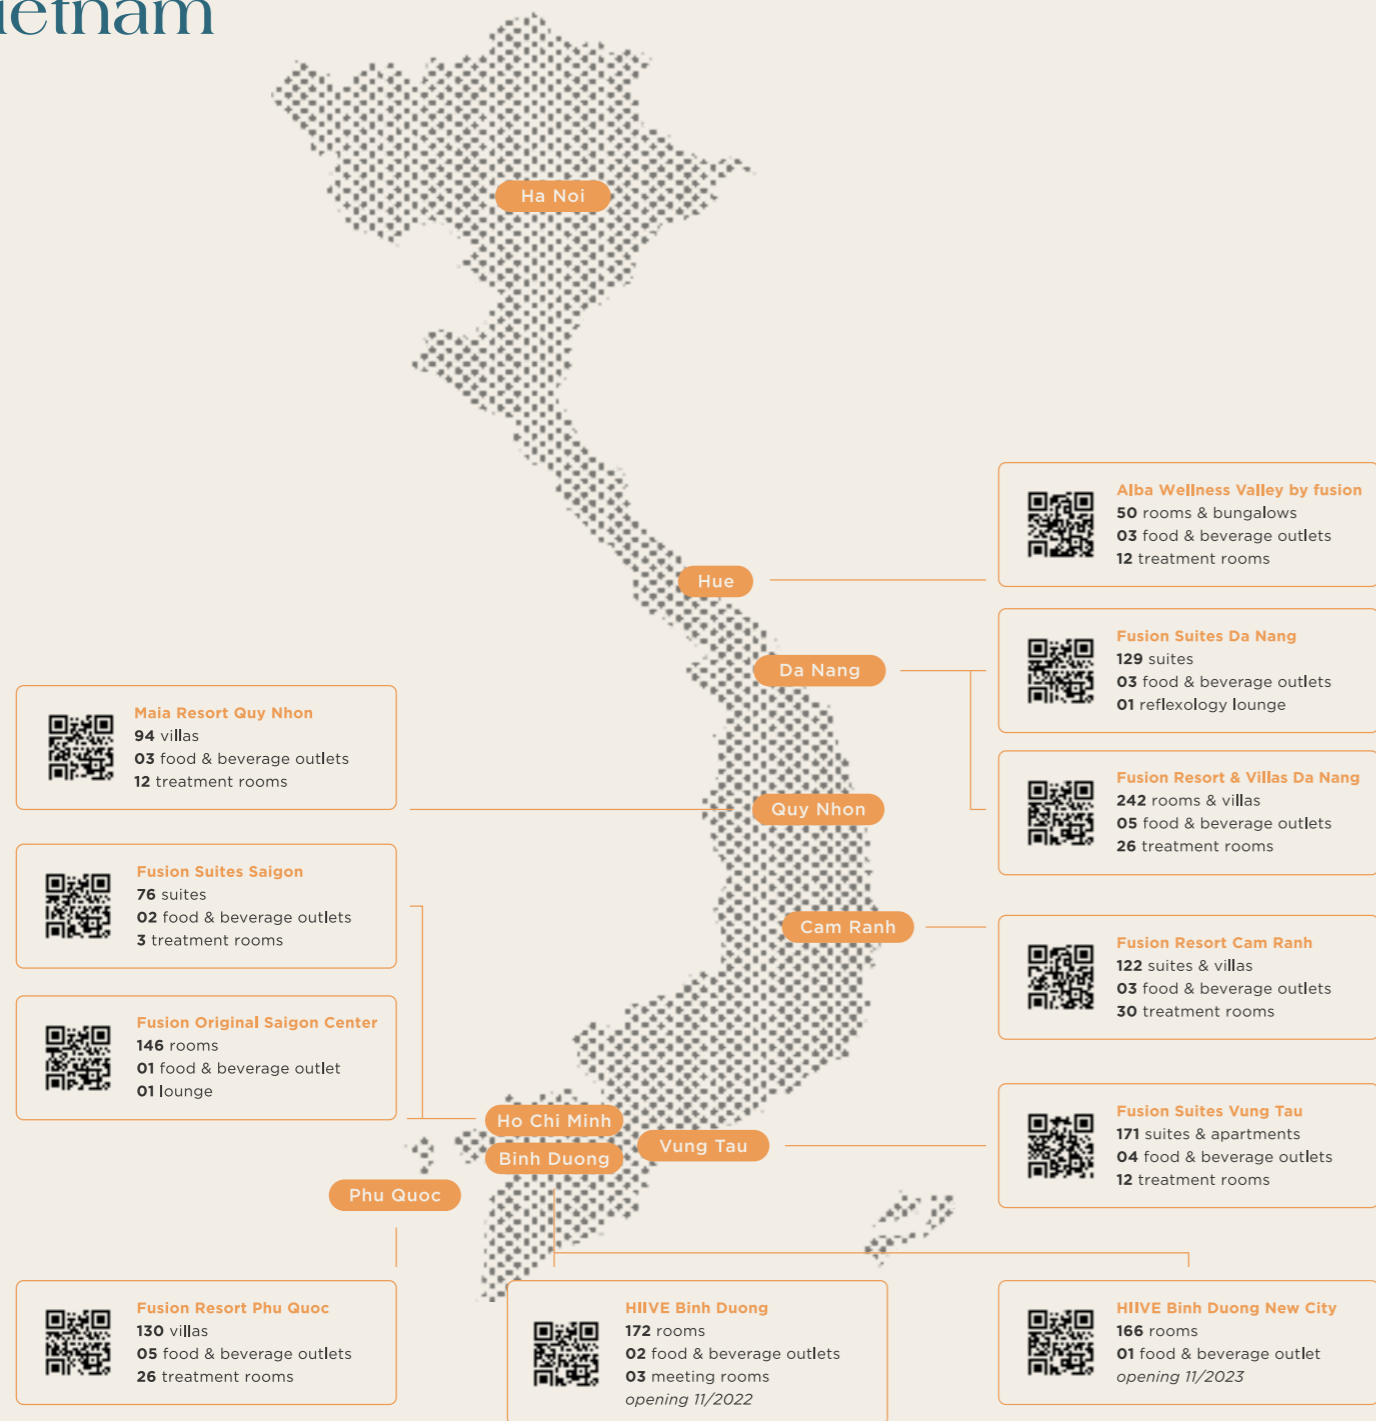 ietnam
Ha Noi
Hue
Da Nang
Quy Nhon
Cam Ranh
Ho Chi Minh
Binh Duong
Vung Tau
Phu Quoc
Alba Wellness Valley by fusion
50 rooms & bungalows
03 food & beverage outlets
12 treatment rooms
Fusion Suites Da Nang
129 suites
03 food & beverage outlets
01 reflexology lounge
Maia Resort Quy Nhon
94 villas
03 food & beverage outlets
12 treatment rooms
Fusion Resort & Villas Da Nang
242 rooms & villas
05 food & beverage outlets
26 treatment rooms
Fusion Suites Saigon
76 suites
02 food & beverage outlets
3 treatment rooms
Fusion Resort Cam Ranh
122 suites & villas
03 food & beverage outlets
30 treatment rooms
Fusion Original Saigon Center
146 rooms
01 food & beverage outlet
01 lounge
Fusion Suites Vung Tau
171 suites & apartments
04 food & beverage outlets
12 treatment rooms
Fusion Resort Phu Quoc
130 villas
05 food & beverage outlets
26 treatment rooms
HIIVE Binh Duong
172 rooms
02 food & beverage outlets
03 meeting rooms
opening 11/2022
HIIVE Binh Duong New City
166 rooms
01 food & beverage outlet
opening 11/2023